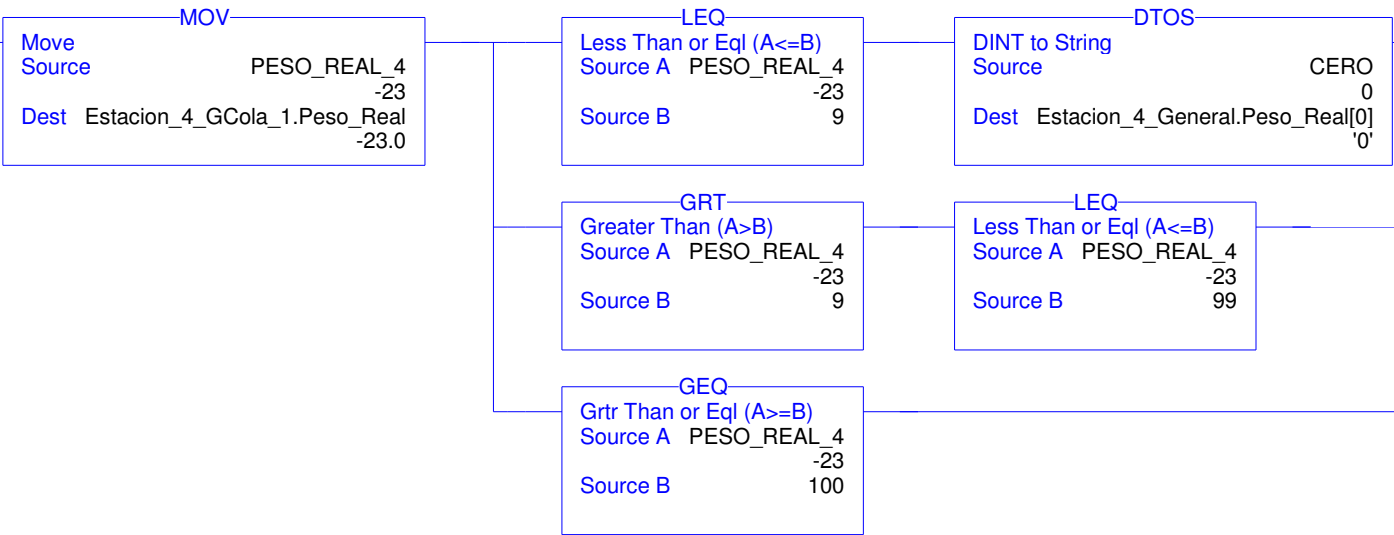 MOV
Move
Source PESO_REAL_4
-23
Dest Estacion_4_GCola_1.Peso_Real
-23.0
LEQ
Less Than or Eql (A<=B)
Source A PESO_REAL_4
-23
Source B 9
DTOS
DINT to String
Source CERO
0
Dest Estacion_4_General.Peso_Real[0]
'0'
GRT
Greater Than (A>B)
Source A PESO_REAL_4
-23
Source B 9
LEQ
Less Than or Eql (A<=B)
Source A PESO_REAL_4
-23
Source B 99
GEQ
Grtr Than or Eql (A>=B)
Source A PESO_REAL_4
-23
Source B 100